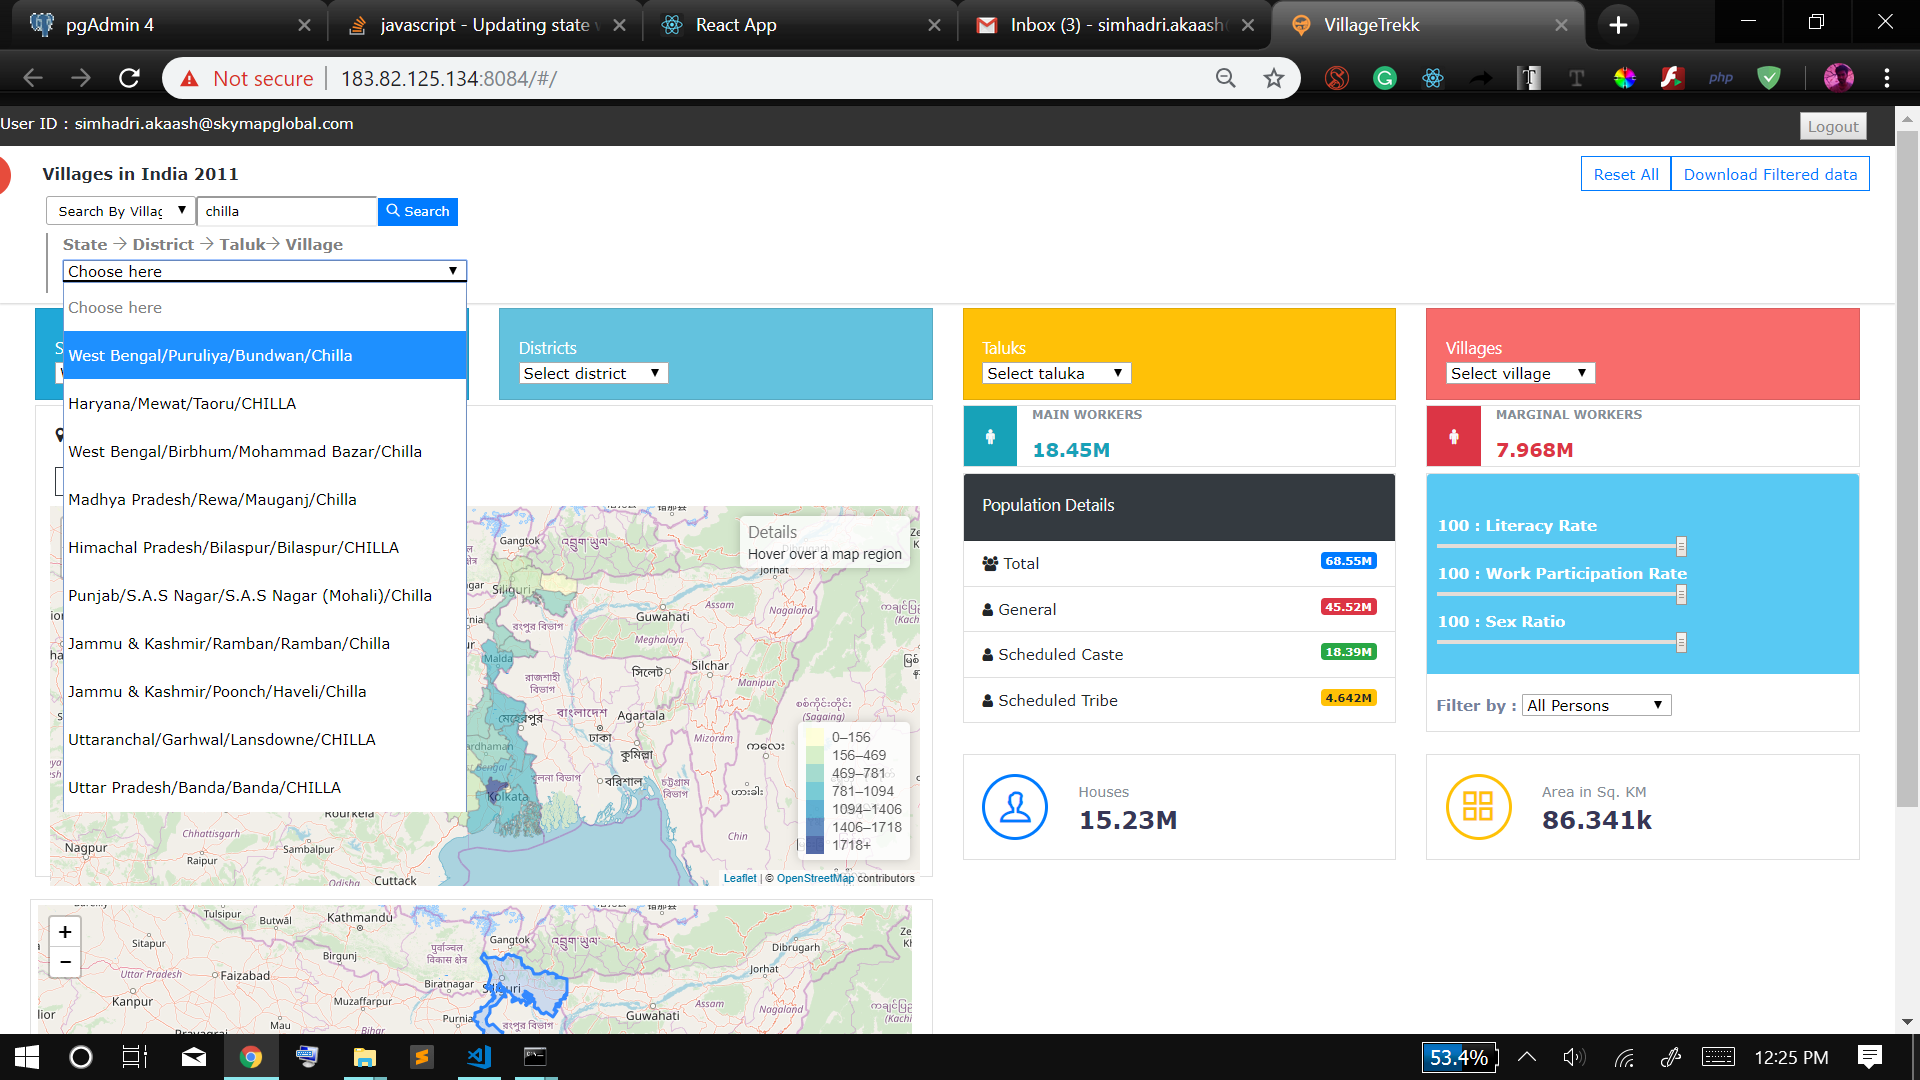 pgAdmin 4
javascript - Updating state v
React App
Inbox (3) - simhadri.akaash
VillageTrekk
Not secure
183.82.125.134:8084/#/
php
User ID : simhadri.akaash@skymapglobal.com
Logout
Villages in India 2011
Reset All
Download Filtered data
Search By Villag
chilla
Search
State → District → Taluk→ Village
Choose here
Choose here
West Bengal/Puruliya/Bundwan/Chilla
Haryana/Mewat/Taoru/CHILLA
West Bengal/Birbhum/Mohammad Bazar/Chilla
Madhya Pradesh/Rewa/Mauganj/Chilla
Himachal Pradesh/Bilaspur/Bilaspur/CHILLA
Punjab/S.A.S Nagar/S.A.S Nagar (Mohali)/Chilla
Jammu & Kashmir/Ramban/Ramban/Chilla
Jammu & Kashmir/Poonch/Haveli/Chilla
Uttaranchal/Garhwal/Lansdowne/CHILLA
Uttar Pradesh/Banda/Banda/CHILLA
Districts
Select district
Taluks
Select taluka
Villages
Select village
MAIN WORKERS
18.45M
MARGINAL WORKERS
7.968M
Population Details
Total
68.55M
General
45.52M
Scheduled Caste
18.39M
Scheduled Tribe
4.642M
100 : Literacy Rate
100 : Work Participation Rate
100 : Sex Ratio
Filter by :
All Persons
Houses
15.23M
Area in Sq. KM
86.341k
Details
Hover over a map region
Gangtok
Jorhat
Siliguri
Assam
Nagaland
Guwahati
রংপুর বিভাগ
Meghalaya
Malda
Silchar
রাজশাহী
বিভাগ
সিলেট
Manipur
মেহেরপুর
বাংলাদেশ
Agartala
(Sagaing)
ঢাকা
কুমিল্লা
Mizoram
Kolkata
খুলনা বিভাগ
বরিশাল
চট্টগ্রাম
বিভাগ
Chin
Rourkela
Chhattisgarh
Nagpur
Raipur
Sambalpur
Odisha
Cuttack
0–156
156–469
469–781
781–1094
1094–1406
1406–1718
1718+
Leaflet | © OpenStreetMap contributors
+
−
Tulsipur
Butwāl
Kathmandu
Gangtok
Sitapur
Birgunj
Dibrugarh
Uttar Pradesh
Faizabad
Biratnagar
Siliguri
Jorhat
Kanpur
Muzaffarpur
Assam
Nagaland
Mau
Bihar
Purnia
রংপুর বিভাগ
Guwahati
53.4%
12:25 PM